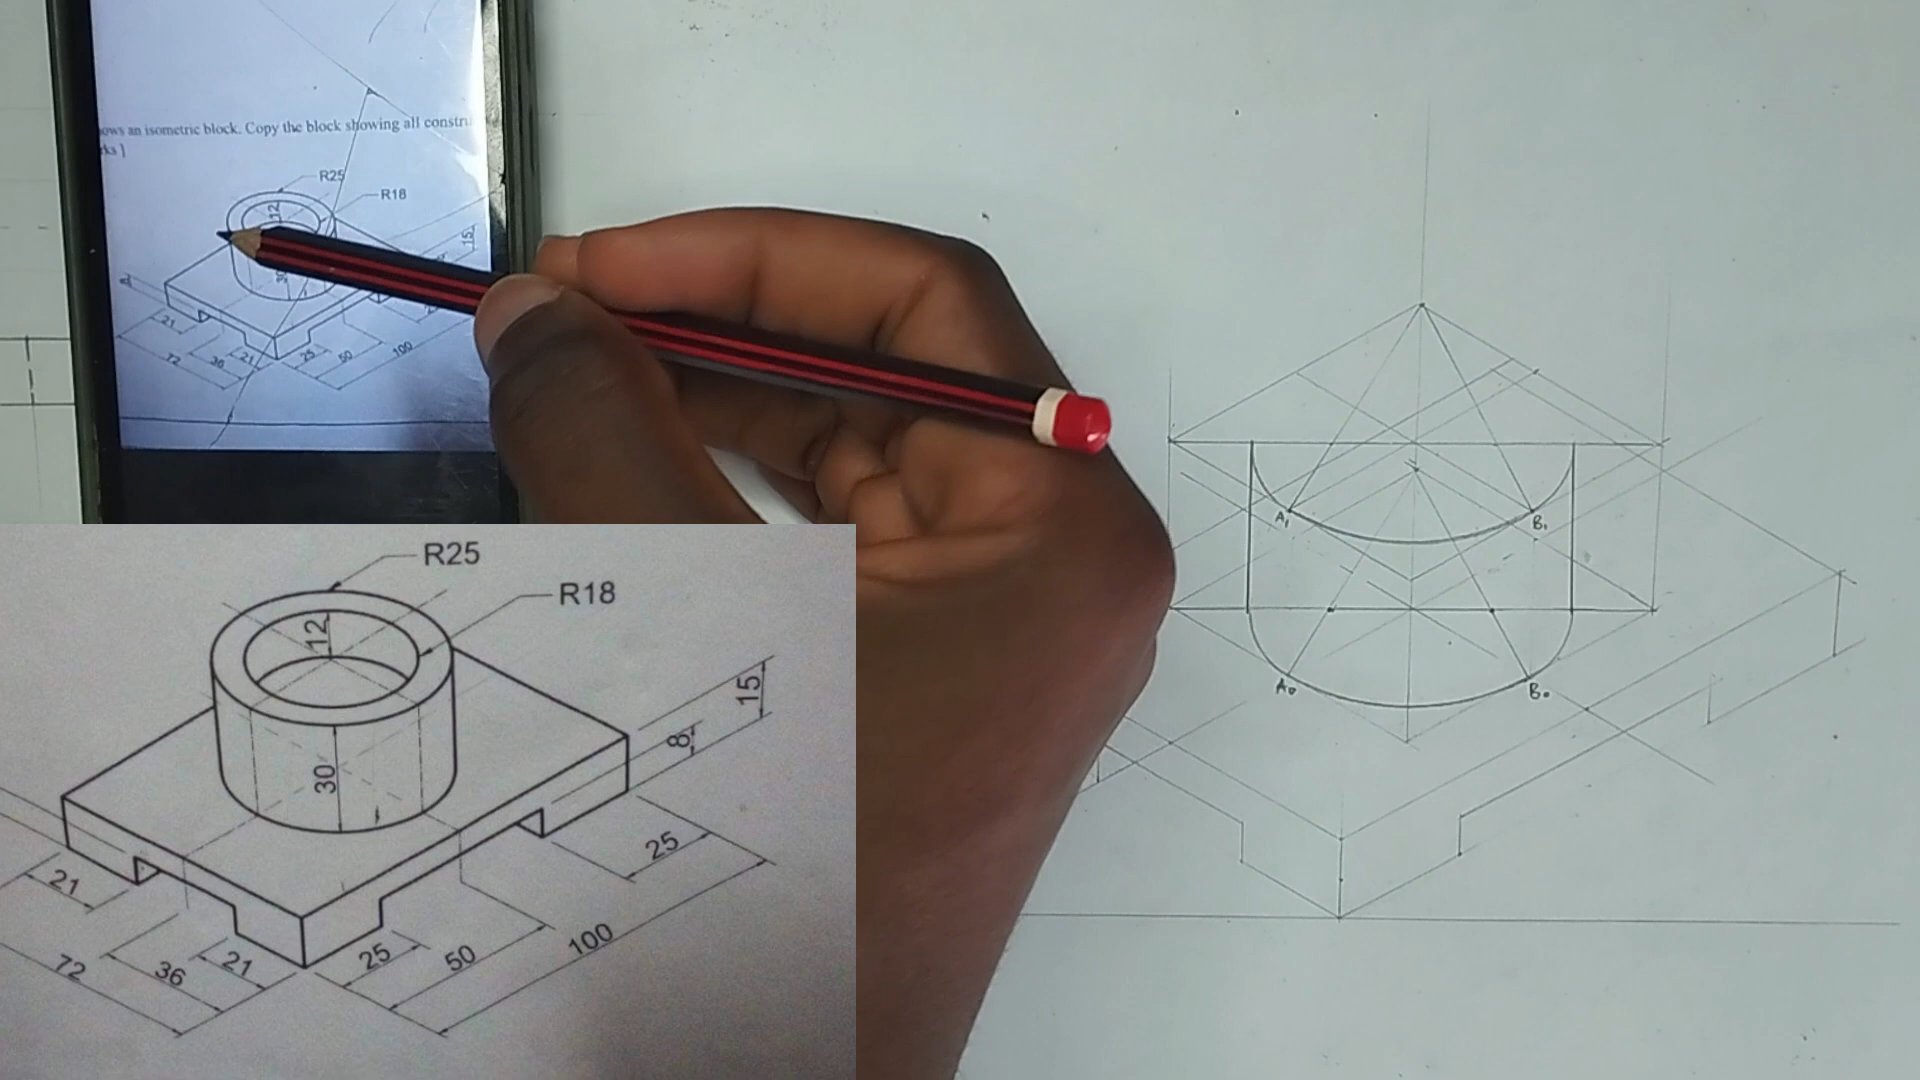 ows an isometric block. Copy the block showing all constru
ks ]
R25
R18
12
15
30
21
72
36
21
25
50
100
R25
R18
12
15
8
30
21
25
72
36
21
25
50
100
A₁
B₁
A₀
B₀